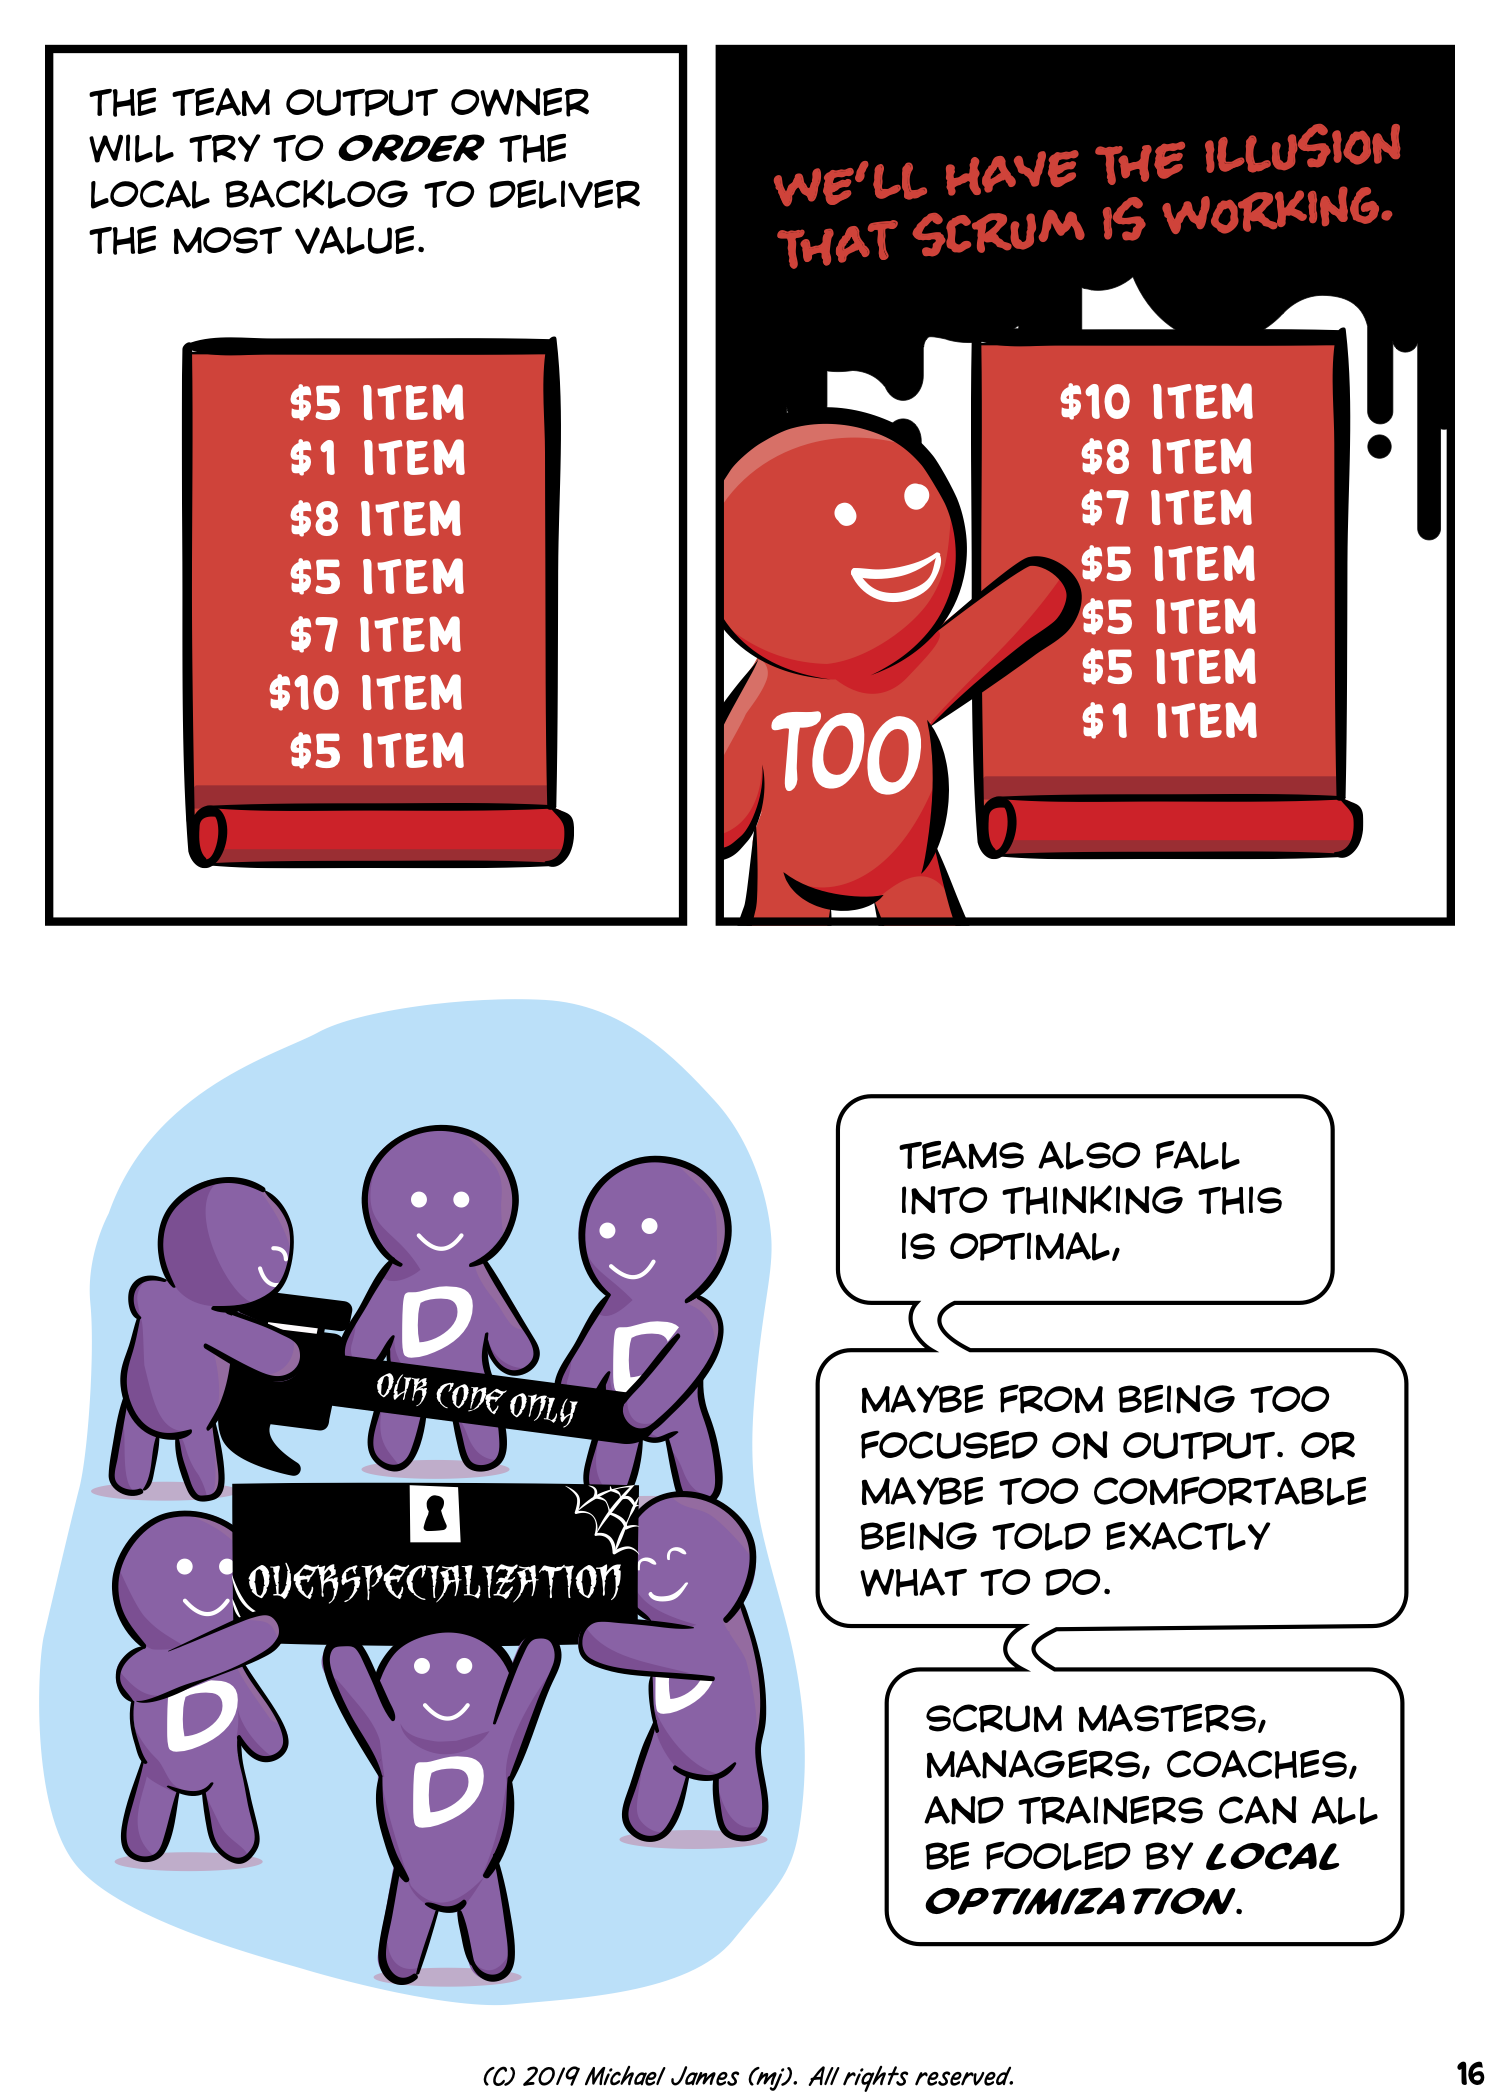 THE TEAM OUTPUT OWNER
WILL TRY TO ORDER THE
LOCAL BACKLOG TO DELIVER
THE MOST VALUE.
$5 ITEM
$1 ITEM
$8 ITEM
$5 ITEM
$7 ITEM
$10 ITEM
$5 ITEM
WE'LL HAVE THE ILLUSION
THAT SCRUM IS WORKING.
$10 ITEM
$8 ITEM
$7 ITEM
$5 ITEM
$5 ITEM
$5 ITEM
$1 ITEM
TOO
D
D
OUR CODE ONLY
OVERSPECIALIZATION
D
D
D
TEAMS ALSO FALL
INTO THINKING THIS
IS OPTIMAL,
MAYBE FROM BEING TOO
FOCUSED ON OUTPUT. OR
MAYBE TOO COMFORTABLE
BEING TOLD EXACTLY
WHAT TO DO.
SCRUM MASTERS,
MANAGERS, COACHES,
AND TRAINERS CAN ALL
BE FOOLED BY LOCAL
OPTIMIZATION.
(C) 2019 Michael James (mj). All rights reserved.
16